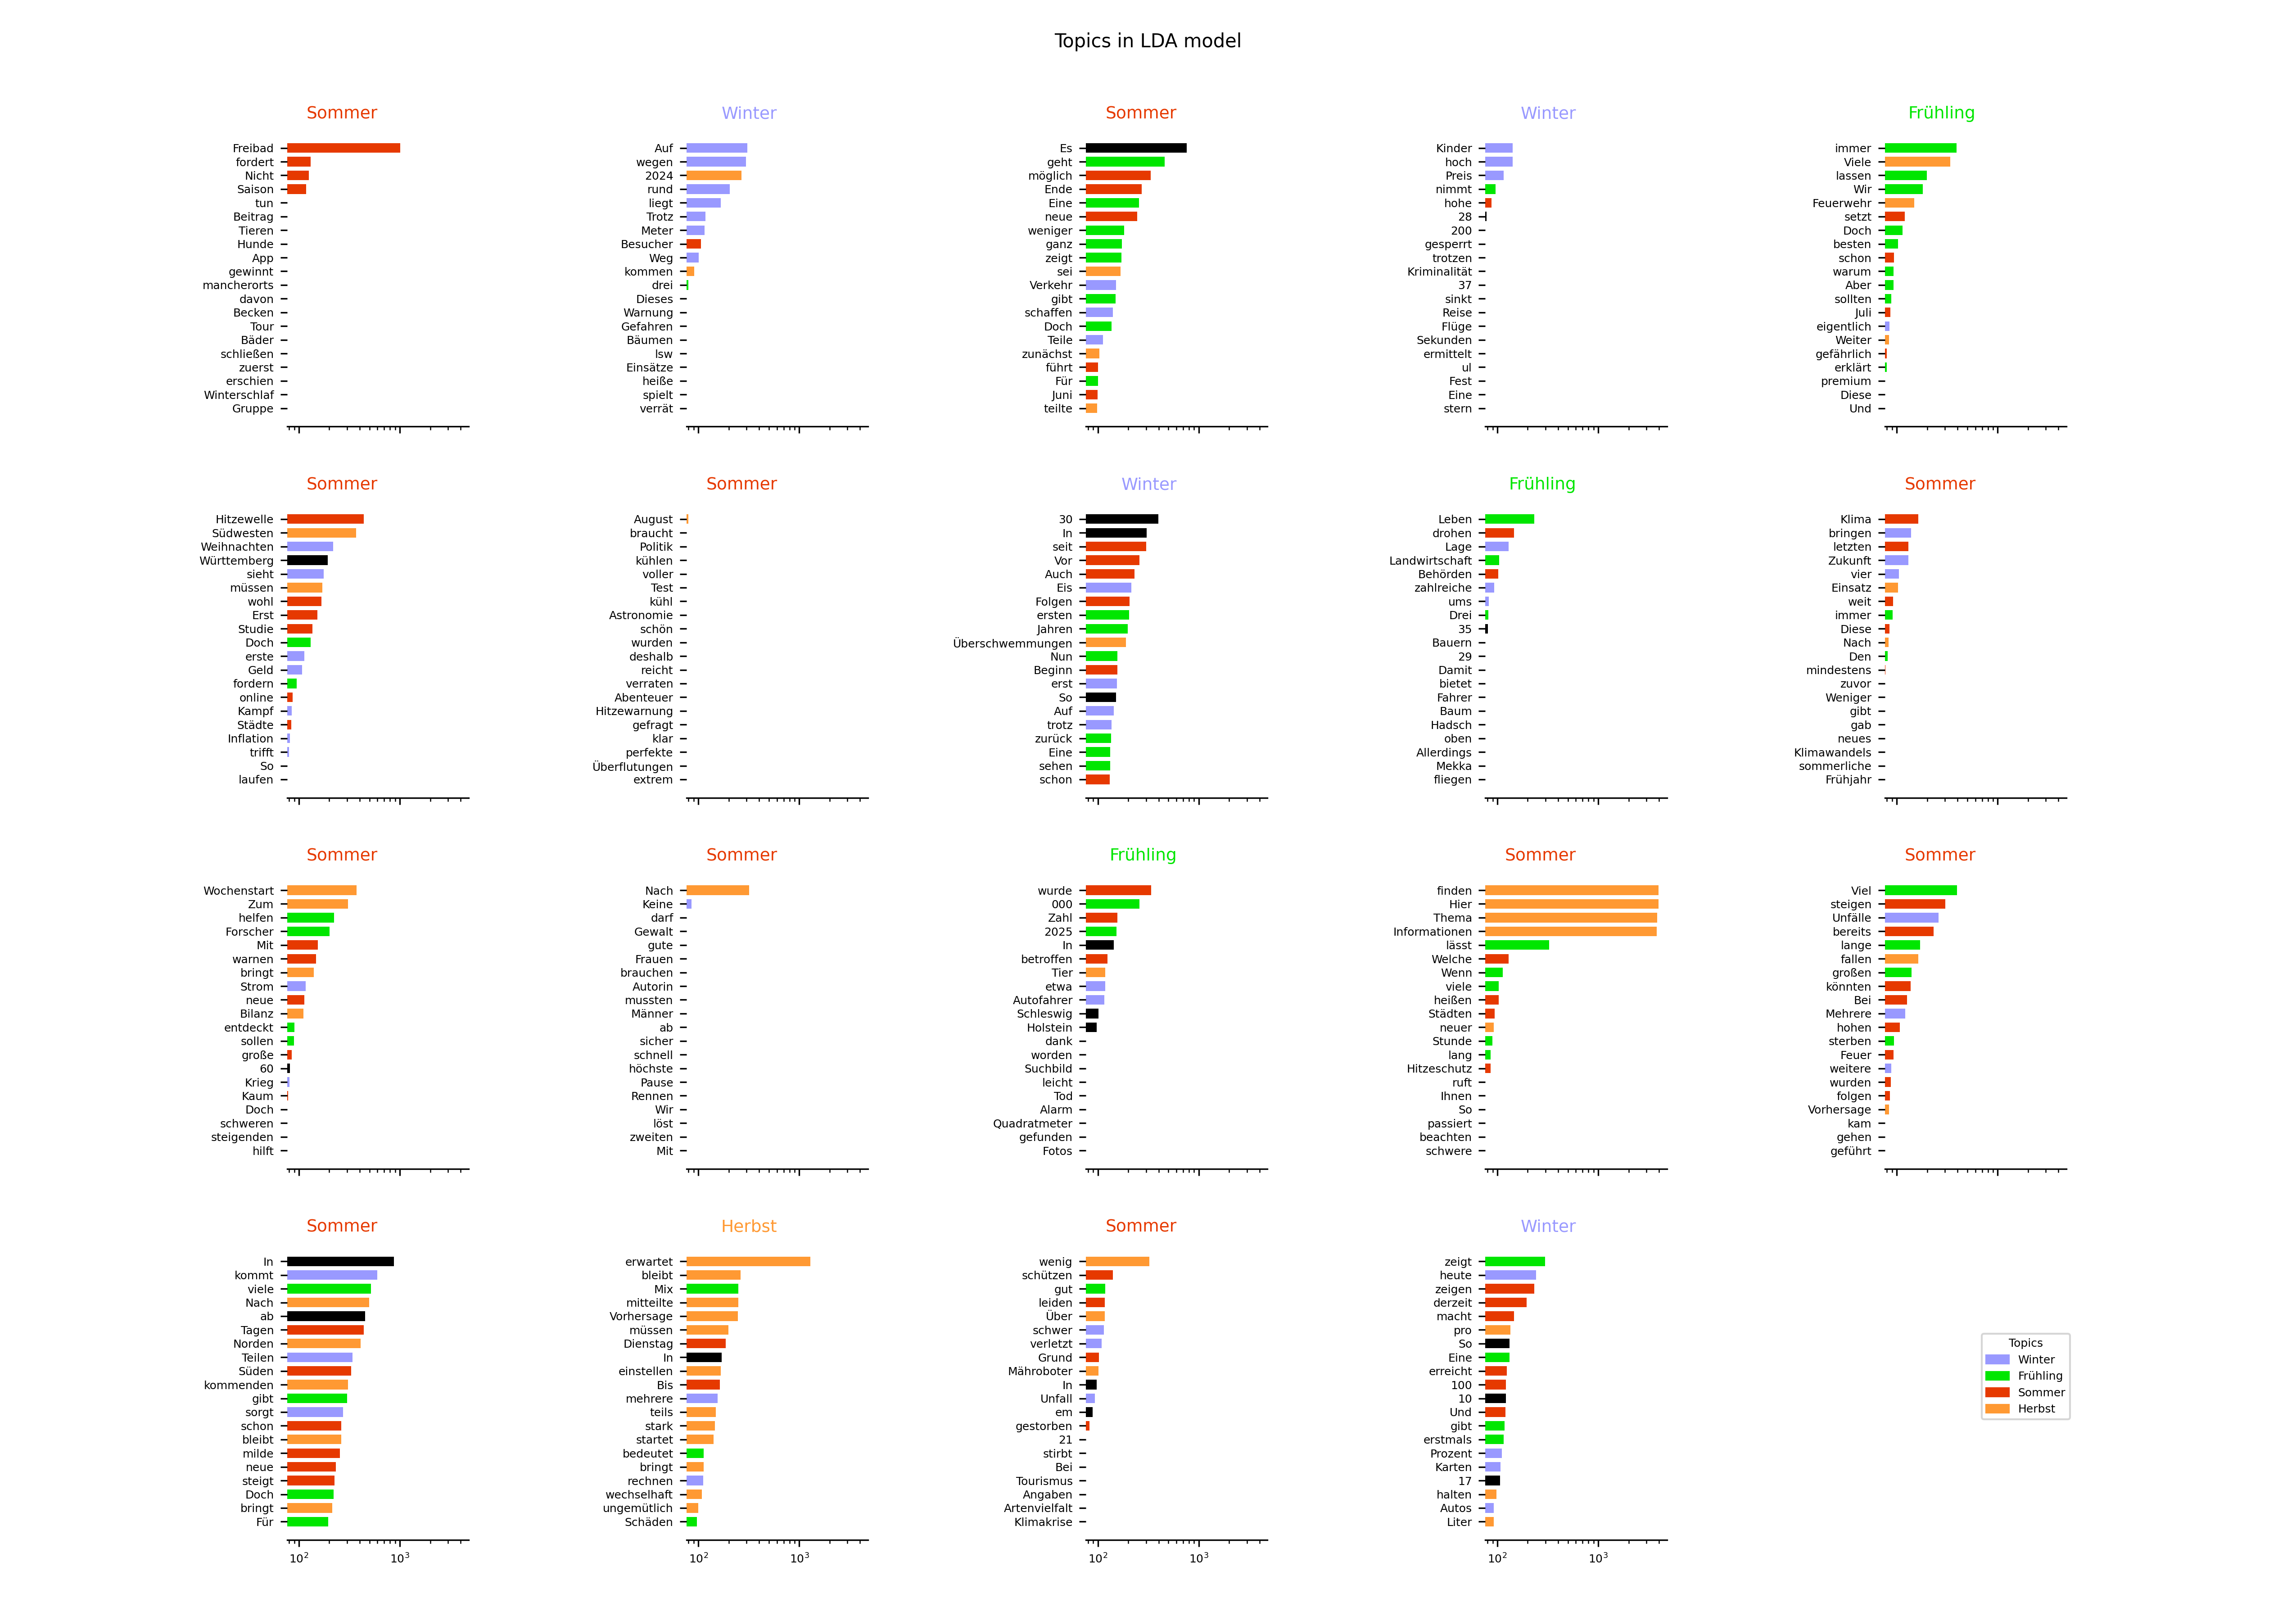 Topics in LDA model
Sommer
Freibad
fordert
Nicht
Saison
tun
Beitrag
Tieren
Hunde
App
gewinnt
mancherorts
davon
Becken
Tour
Bäder
schließen
zuerst
erschien
Winterschlaf
Gruppe
Winter
Auf
wegen
2024
rund
liegt
Trotz
Meter
Besucher
Weg
kommen
drei
Dieses
Warnung
Gefahren
Bäumen
lsw
Einsätze
heiße
spielt
verrät
Sommer
Es
geht
möglich
Ende
Eine
neue
weniger
ganz
zeigt
sei
Verkehr
gibt
schaffen
Doch
Teile
zunächst
führt
Für
Juni
teilte
Winter
Kinder
hoch
Preis
nimmt
hohe
28
200
gesperrt
trotzen
Kriminalität
37
sinkt
Reise
Flüge
Sekunden
ermittelt
ul
Fest
Eine
stern
Frühling
immer
Viele
lassen
Wir
Feuerwehr
setzt
Doch
besten
schon
warum
Aber
sollten
Juli
eigentlich
Weiter
gefährlich
erklärt
premium
Diese
Und
Sommer
Hitzewelle
Südwesten
Weihnachten
Württemberg
sieht
müssen
wohl
Erst
Studie
Doch
erste
Geld
fordern
online
Kampf
Städte
Inflation
trifft
So
laufen
Sommer
August
braucht
Politik
kühlen
voller
Test
kühl
Astronomie
schön
wurden
deshalb
reicht
verraten
Abenteuer
Hitzewarnung
gefragt
klar
perfekte
Überflutungen
extrem
Winter
30
In
seit
Vor
Auch
Eis
Folgen
ersten
Jahren
Überschwemmungen
Nun
Beginn
erst
So
Auf
trotz
zurück
Eine
sehen
schon
Frühling
Leben
drohen
Lage
Landwirtschaft
Behörden
zahlreiche
ums
Drei
35
Bauern
29
Damit
bietet
Fahrer
Baum
Hadsch
oben
Allerdings
Mekka
fliegen
Sommer
Klima
bringen
letzten
Zukunft
vier
Einsatz
weit
immer
Diese
Nach
Den
mindestens
zuvor
Weniger
gibt
gab
neues
Klimawandels
sommerliche
Frühjahr
Sommer
Wochenstart
Zum
helfen
Forscher
Mit
warnen
bringt
Strom
neue
Bilanz
entdeckt
sollen
große
60
Krieg
Kaum
Doch
schweren
steigenden
hilft
Sommer
Nach
Keine
darf
Gewalt
gute
Frauen
brauchen
Autorin
mussten
Männer
ab
sicher
schnell
höchste
Pause
Rennen
Wir
löst
zweiten
Mit
Frühling
wurde
000
Zahl
2025
In
betroffen
Tier
etwa
Autofahrer
Schleswig
Holstein
dank
worden
Suchbild
leicht
Tod
Alarm
Quadratmeter
gefunden
Fotos
Sommer
finden
Hier
Thema
Informationen
lässt
Welche
Wenn
viele
heißen
Städten
neuer
Stunde
lang
Hitzeschutz
ruft
Ihnen
So
passiert
beachten
schwere
Sommer
Viel
steigen
Unfälle
bereits
lange
fallen
großen
könnten
Bei
Mehrere
hohen
sterben
Feuer
weitere
wurden
folgen
Vorhersage
kam
gehen
geführt
Sommer
In
kommt
viele
Nach
ab
Tagen
Norden
Teilen
Süden
kommenden
gibt
sorgt
schon
bleibt
milde
neue
steigt
Doch
bringt
Für
10² 10³
Herbst
erwartet
bleibt
Mix
mitteilte
Vorhersage
müssen
Dienstag
In
einstellen
Bis
mehrere
teils
stark
startet
bedeutet
bringt
rechnen
wechselhaft
ungemütlich
Schäden
10² 10³
Sommer
wenig
schützen
gut
leiden
Über
schwer
verletzt
Grund
Mähroboter
In
Unfall
em
gestorben
21
stirbt
Bei
Tourismus
Angaben
Artenvielfalt
Klimakrise
10² 10³
Winter
zeigt
heute
zeigen
derzeit
macht
pro
So
Eine
erreicht
100
10
Und
gibt
erstmals
Prozent
Karten
17
halten
Autos
Liter
10² 10³
Topics
Winter
Frühling
Sommer
Herbst